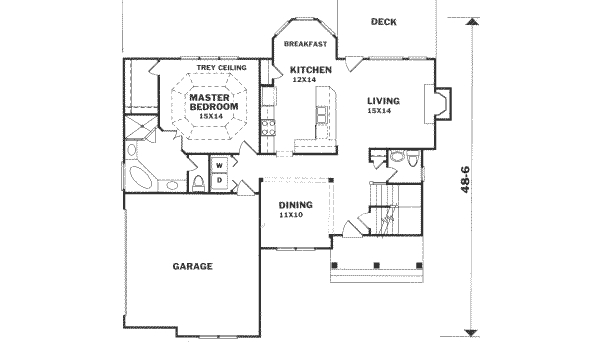 DECK
BREAKFAST
TREY CEILING
KITCHEN
12X14
MASTER
BEDROOM
15X14
LIVING
15X14
W
D
DINING
11X10
GARAGE
48-6